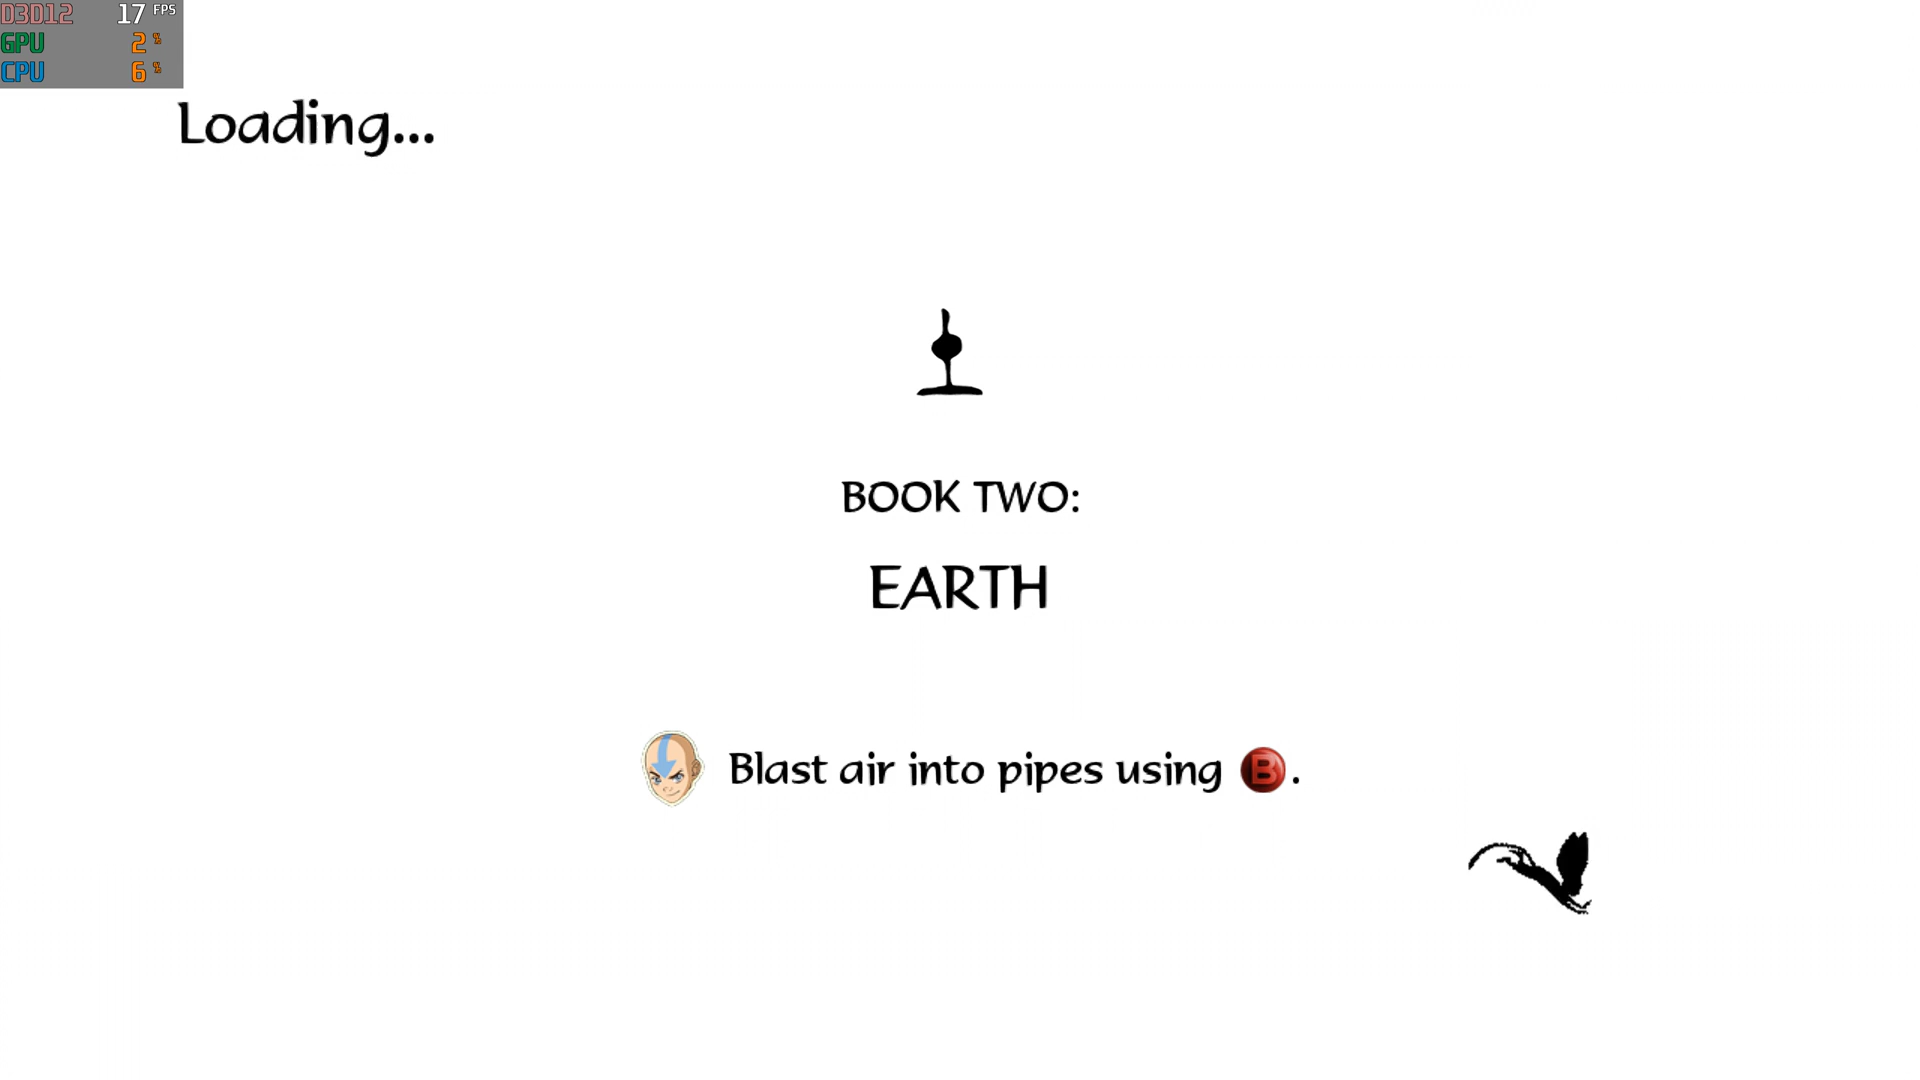 D3D12 17 FPS
GPU 2 %
CPU 6 %
Loading...
BOOK TWO:
EARTH
Blast air into pipes using B.